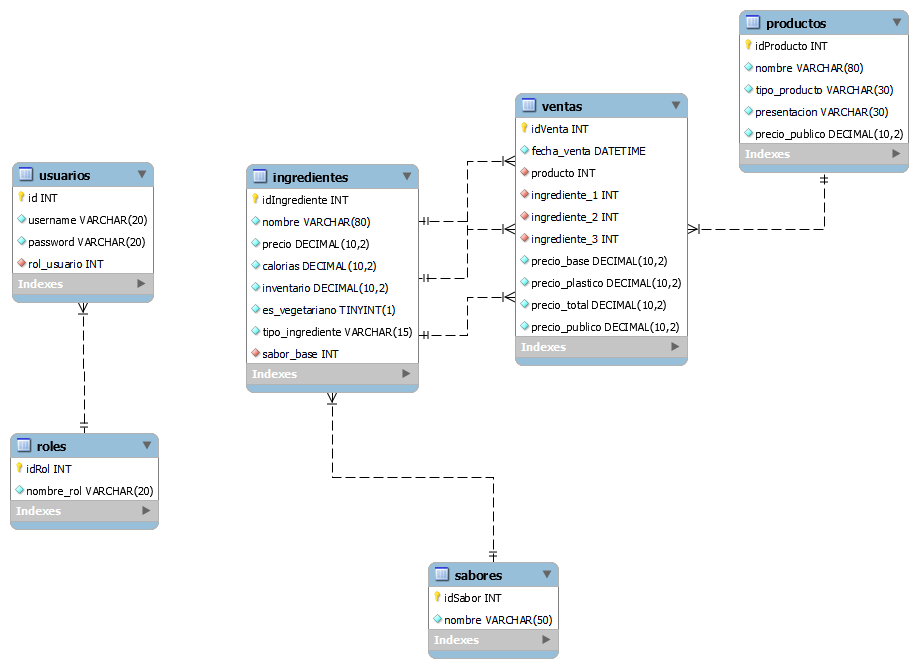 productos
idProducto INT
nombre VARCHAR(80)
tipo_producto VARCHAR(30)
presentacion VARCHAR(30)
precio_publico DECIMAL(10,2)
Indexes
ventas
idVenta INT
fecha_venta DATETIME
producto INT
ingrediente_1 INT
ingrediente_2 INT
ingrediente_3 INT
precio_base DECIMAL(10,2)
precio_plastico DECIMAL(10,2)
precio_total DECIMAL(10,2)
precio_publico DECIMAL(10,2)
Indexes
usuarios
id INT
username VARCHAR(20)
password VARCHAR(20)
rol_usuario INT
Indexes
ingredientes
idIngrediente INT
nombre VARCHAR(80)
precio DECIMAL(10,2)
calorias DECIMAL(10,2)
inventario DECIMAL(10,2)
es_vegetariano TINYINT(1)
tipo_ingrediente VARCHAR(15)
sabor_base INT
Indexes
roles
idRol INT
nombre_rol VARCHAR(20)
Indexes
sabores
idSabor INT
nombre VARCHAR(50)
Indexes